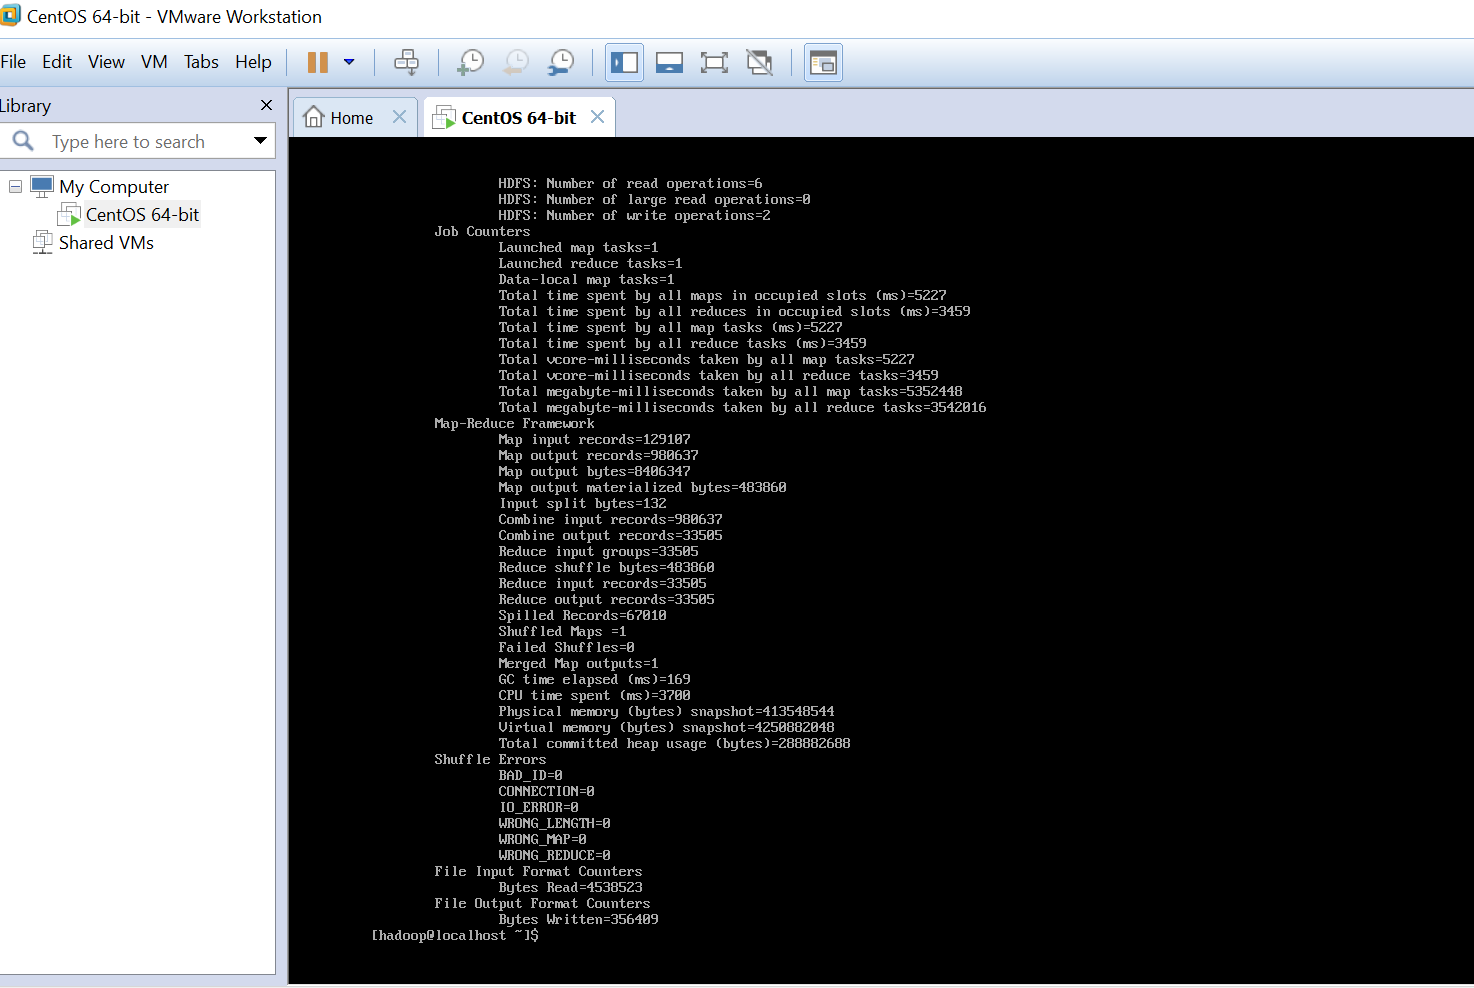 CentOS 64-bit - VMware Workstation
File Edit View VM Tabs Help
Library
Type here to search
My Computer
CentOS 64-bit
Shared VMs
Home
CentOS 64-bit
HDFS: Number of read operations=6
HDFS: Number of large read operations=0
HDFS: Number of write operations=2
Job Counters
Launched map tasks=1
Launched reduce tasks=1
Data-local map tasks=1
Total time spent by all maps in occupied slots (ms)=5227
Total time spent by all reduces in occupied slots (ms)=3459
Total time spent by all map tasks (ms)=5227
Total time spent by all reduce tasks (ms)=3459
Total vcore-milliseconds taken by all map tasks=5227
Total vcore-milliseconds taken by all reduce tasks=3459
Total megabyte-milliseconds taken by all map tasks=5352448
Total megabyte-milliseconds taken by all reduce tasks=3542016
Map-Reduce Framework
Map input records=129107
Map output records=980637
Map output bytes=8406347
Map output materialized bytes=483860
Input split bytes=132
Combine input records=980637
Combine output records=33505
Reduce input groups=33505
Reduce shuffle bytes=483860
Reduce input records=33505
Reduce output records=33505
Spilled Records=67010
Shuffled Maps =1
Failed Shuffles=0
Merged Map outputs=1
GC time elapsed (ms)=169
CPU time spent (ms)=3700
Physical memory (bytes) snapshot=413548544
Virtual memory (bytes) snapshot=4250882048
Total committed heap usage (bytes)=288882688
Shuffle Errors
BAD_ID=0
CONNECTION=0
IO_ERROR=0
WRONG_LENGTH=0
WRONG_MAP=0
WRONG_REDUCE=0
File Input Format Counters
Bytes Read=4538523
File Output Format Counters
Bytes Written=356409
[hadoop@localhost ~]$